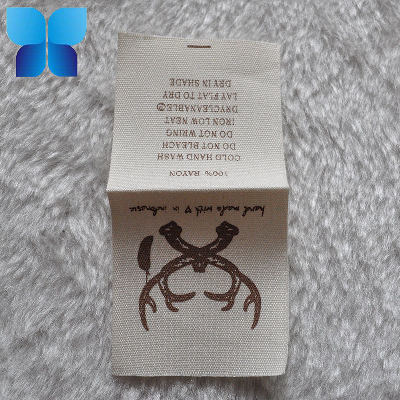 hand made with ♡ in indonesia
100% RAYON
COLD HAND WASH
DO NOT BLEACH
DO NOT WRING
IRON LOW NEAT
DRYCLEANABLE Ⓟ
LAY FLAT TO DRY
DRY IN SHADE